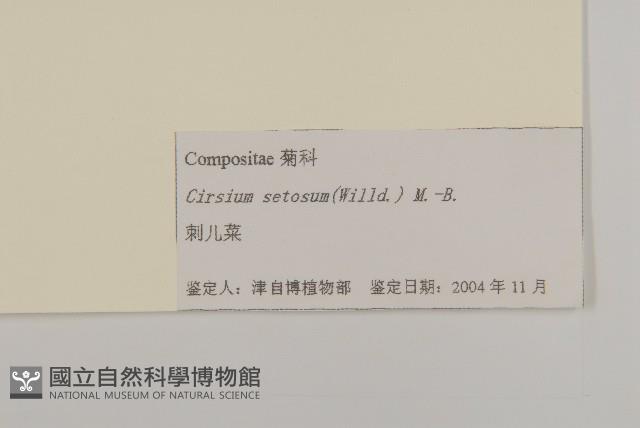 Compositae 菊科
Cirsium setosum(Willd.) M.-B.
刺儿菜
鉴定人：津自博植物部 鉴定日期：2004 年 11 月
國立自然科學博物館
NATIONAL MUSEUM OF NATURAL SCIENCE